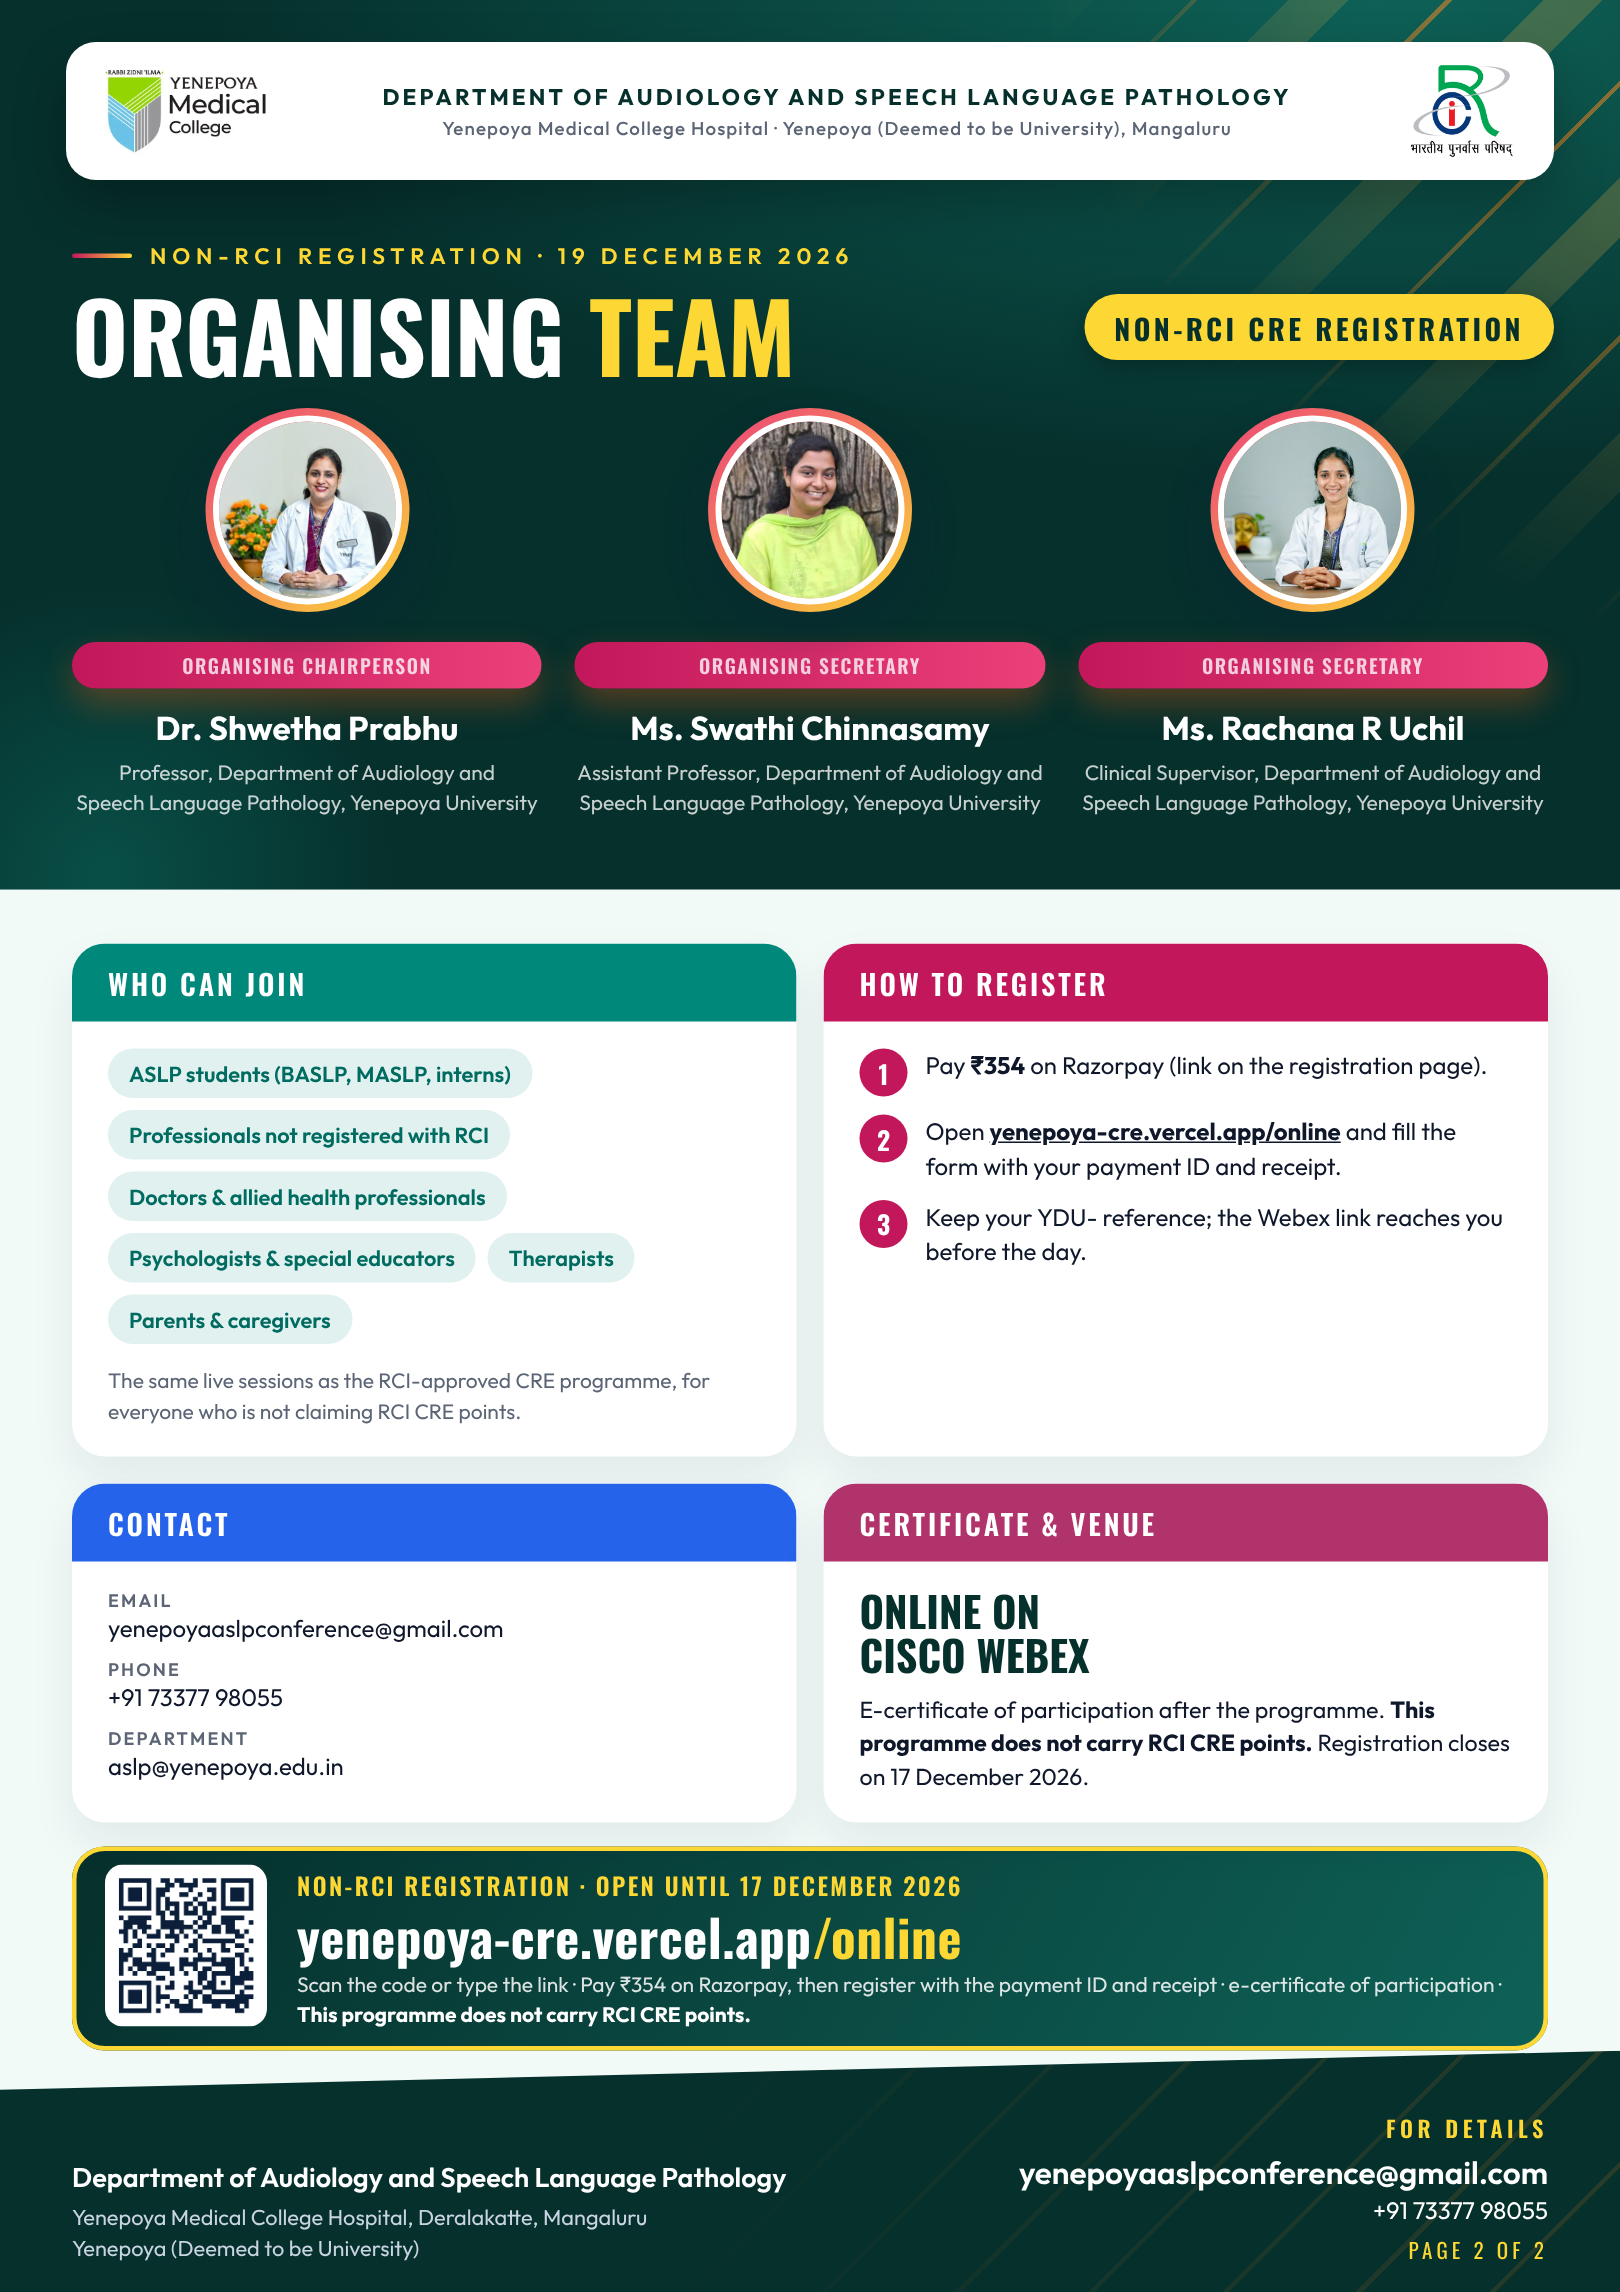 RABBI ZIDNI 'ILMA
YENEPOYA
Medical
College
DEPARTMENT OF AUDIOLOGY AND SPEECH LANGUAGE PATHOLOGY
Yenepoya Medical College Hospital · Yenepoya (Deemed to be University), Mangaluru
R
C
i
भारतीय पुनर्वास परिषद्
NON-RCI REGISTRATION · 19 DECEMBER 2026
ORGANISING TEAM
NON-RCI CRE REGISTRATION
ORGANISING CHAIRPERSON
Dr. Shwetha Prabhu
Professor, Department of Audiology and
Speech Language Pathology, Yenepoya University
ORGANISING SECRETARY
Ms. Swathi Chinnasamy
Assistant Professor, Department of Audiology and
Speech Language Pathology, Yenepoya University
ORGANISING SECRETARY
Ms. Rachana R Uchil
Clinical Supervisor, Department of Audiology and
Speech Language Pathology, Yenepoya University
WHO CAN JOIN
ASLP students (BASLP, MASLP, interns)
Professionals not registered with RCI
Doctors & allied health professionals
Psychologists & special educators
Therapists
Parents & caregivers
The same live sessions as the RCI-approved CRE programme, for
everyone who is not claiming RCI CRE points.
HOW TO REGISTER
1 Pay ₹354 on Razorpay (link on the registration page).
2 Open yenepoya-cre.vercel.app/online and fill the
form with your payment ID and receipt.
3 Keep your YDU- reference; the Webex link reaches you
before the day.
CONTACT
EMAIL
yenepoyaaslpconference@gmail.com
PHONE
+91 73377 98055
DEPARTMENT
aslp@yenepoya.edu.in
CERTIFICATE & VENUE
ONLINE ON
CISCO WEBEX
E-certificate of participation after the programme. This
programme does not carry RCI CRE points. Registration closes
on 17 December 2026.
NON-RCI REGISTRATION · OPEN UNTIL 17 DECEMBER 2026
yenepoya-cre.vercel.app/online
Scan the code or type the link · Pay ₹354 on Razorpay, then register with the payment ID and receipt · e-certificate of participation ·
This programme does not carry RCI CRE points.
Department of Audiology and Speech Language Pathology
Yenepoya Medical College Hospital, Deralakatte, Mangaluru
Yenepoya (Deemed to be University)
FOR DETAILS
yenepoyaaslpconference@gmail.com
+91 73377 98055
PAGE 2 OF 2